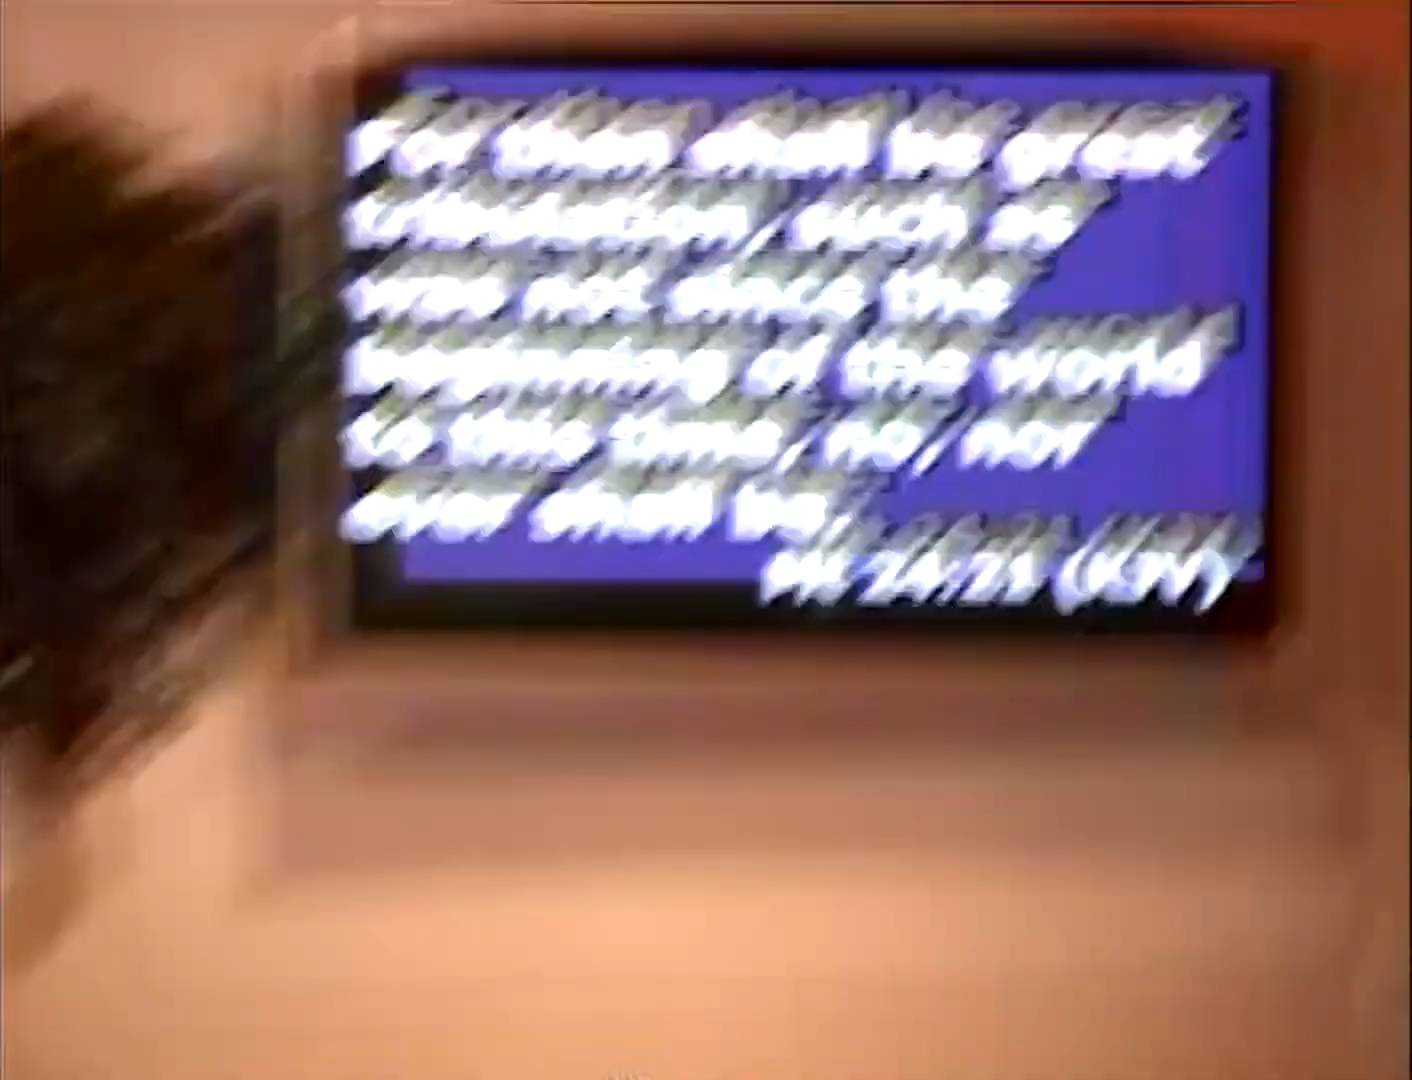 For then shall be great
tribulation, such as
was not since the
beginning of the world
to this time, no, nor
ever shall be.
Mt 24:21 (KJV)